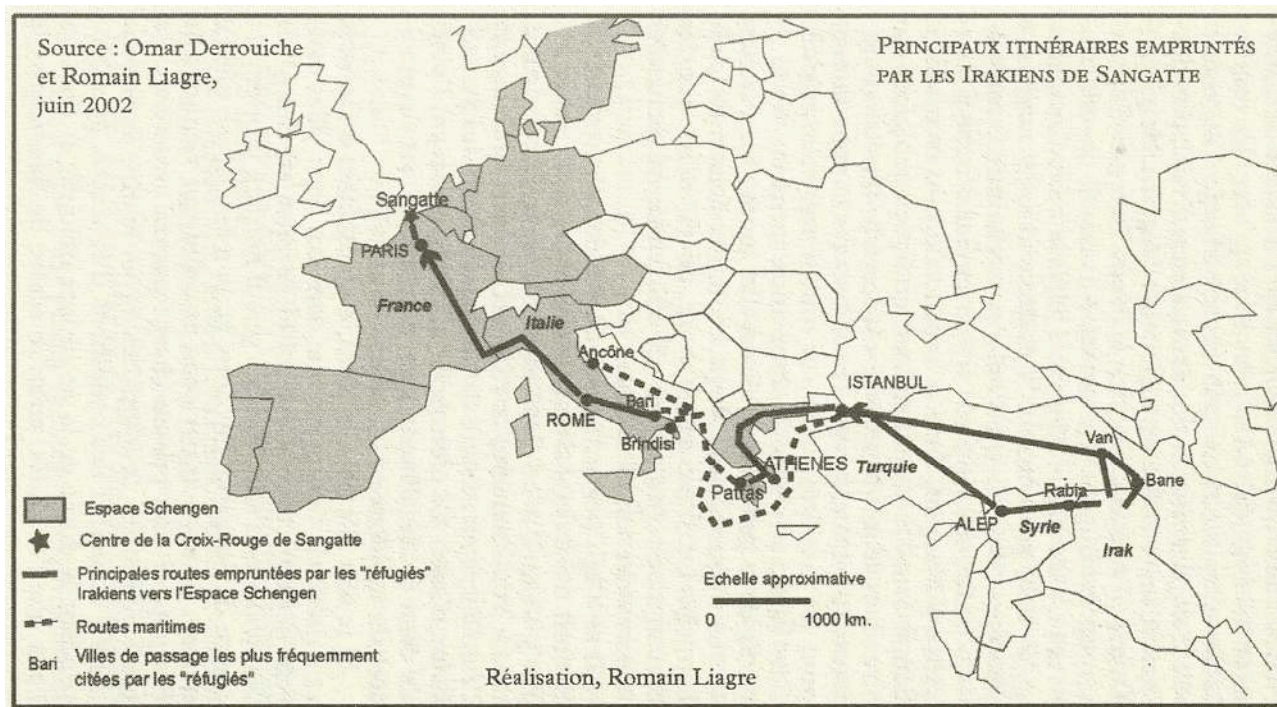 Source : Omar Derrouiche
et Romain Liagre,
juin 2002
PRINCIPAUX ITINÉRAIRES EMPRUNTÉS
PAR LES IRAKIENS DE SANGATTE
Sangatte
PARIS
France
Italie
Ancône
ROME
Bari
Brindisi
ISTANBUL
ATHENES
Patras
Turquie
Van
Bane
Rabia
ALEP
Syrie
Irak
Espace Schengen
Centre de la Croix-Rouge de Sangatte
Principales routes empruntées par les "réfugiés"
Irakiens vers l'Espace Schengen
Routes maritimes
Bari Villes de passage les plus fréquemment
citées par les "réfugiés"
Echelle approximative
0 1000 km.
Réalisation, Romain Liagre